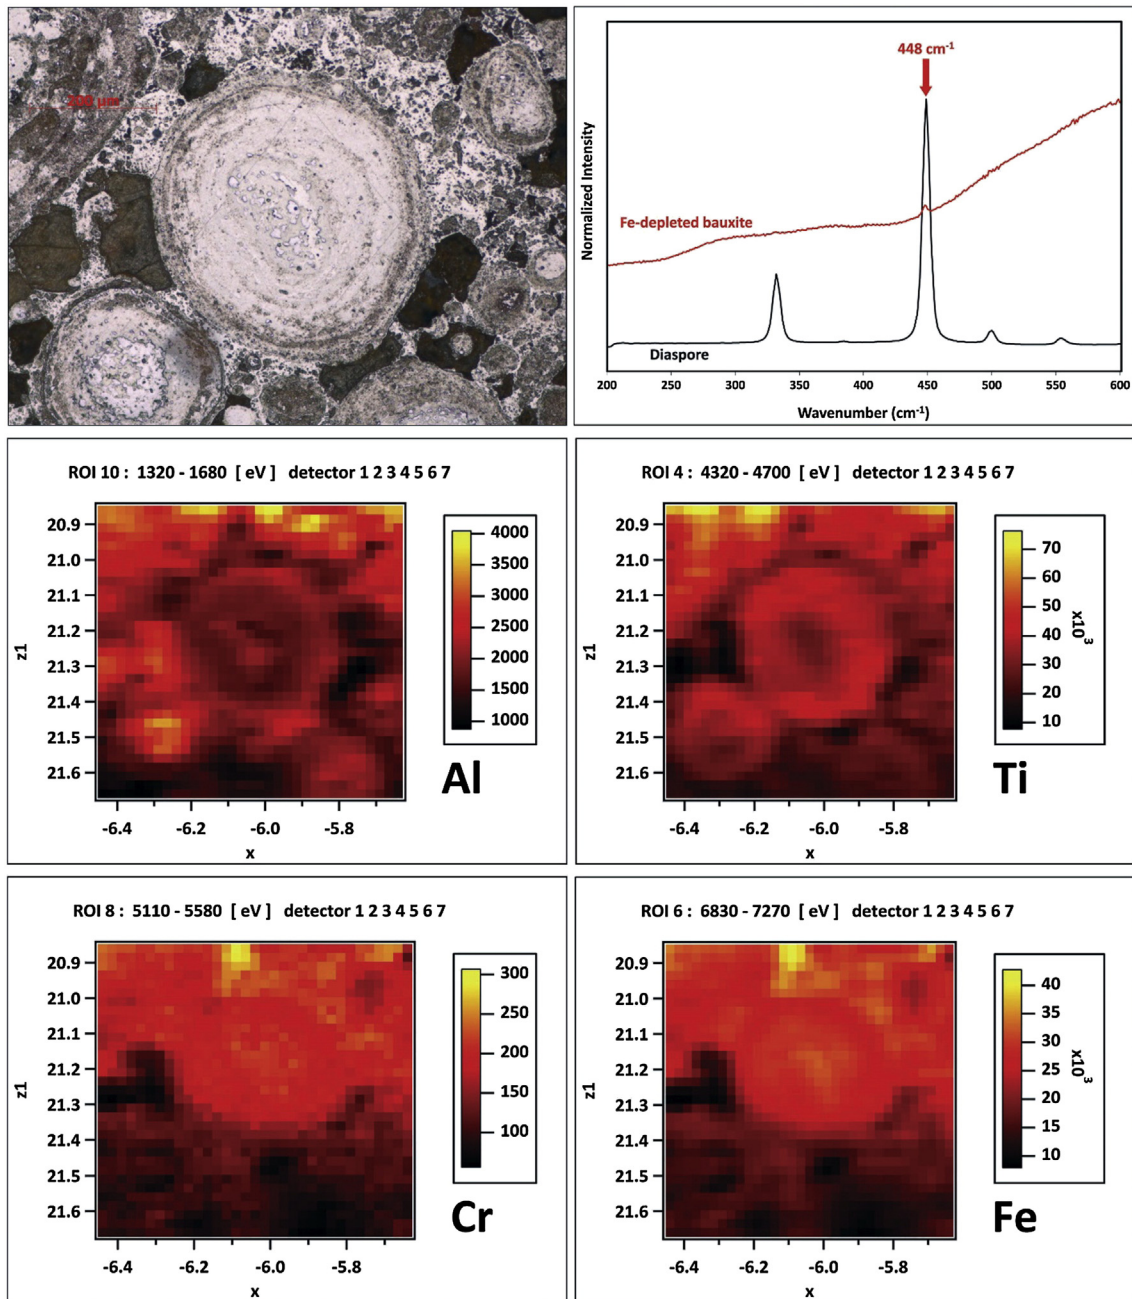 200 µm
448 cm⁻¹
Normalized Intensity
Fe-depleted bauxite
Diaspore
200 250 300 350 400 450 500 550 600
Wavenumber (cm⁻¹)
ROI 10 : 1320 - 1680 [ eV ] detector 1 2 3 4 5 6 7
20.9
21.0
21.1
21.2
21.3
21.4
21.5
21.6
z1
-6.4 -6.2 -6.0 -5.8
x
4000
3500
3000
2500
2000
1500
1000
Al
ROI 4 : 4320 - 4700 [ eV ] detector 1 2 3 4 5 6 7
20.9
21.0
21.1
21.2
21.3
21.4
21.5
21.6
z1
-6.4 -6.2 -6.0 -5.8
x
70
60
50
40
30
20
10
x10³
Ti
ROI 8 : 5110 - 5580 [ eV ] detector 1 2 3 4 5 6 7
20.9
21.0
21.1
21.2
21.3
21.4
21.5
21.6
z1
-6.4 -6.2 -6.0 -5.8
x
300
250
200
150
100
Cr
ROI 6 : 6830 - 7270 [ eV ] detector 1 2 3 4 5 6 7
20.9
21.0
21.1
21.2
21.3
21.4
21.5
21.6
z1
-6.4 -6.2 -6.0 -5.8
x
40
35
30
25
20
15
10
x10³
Fe